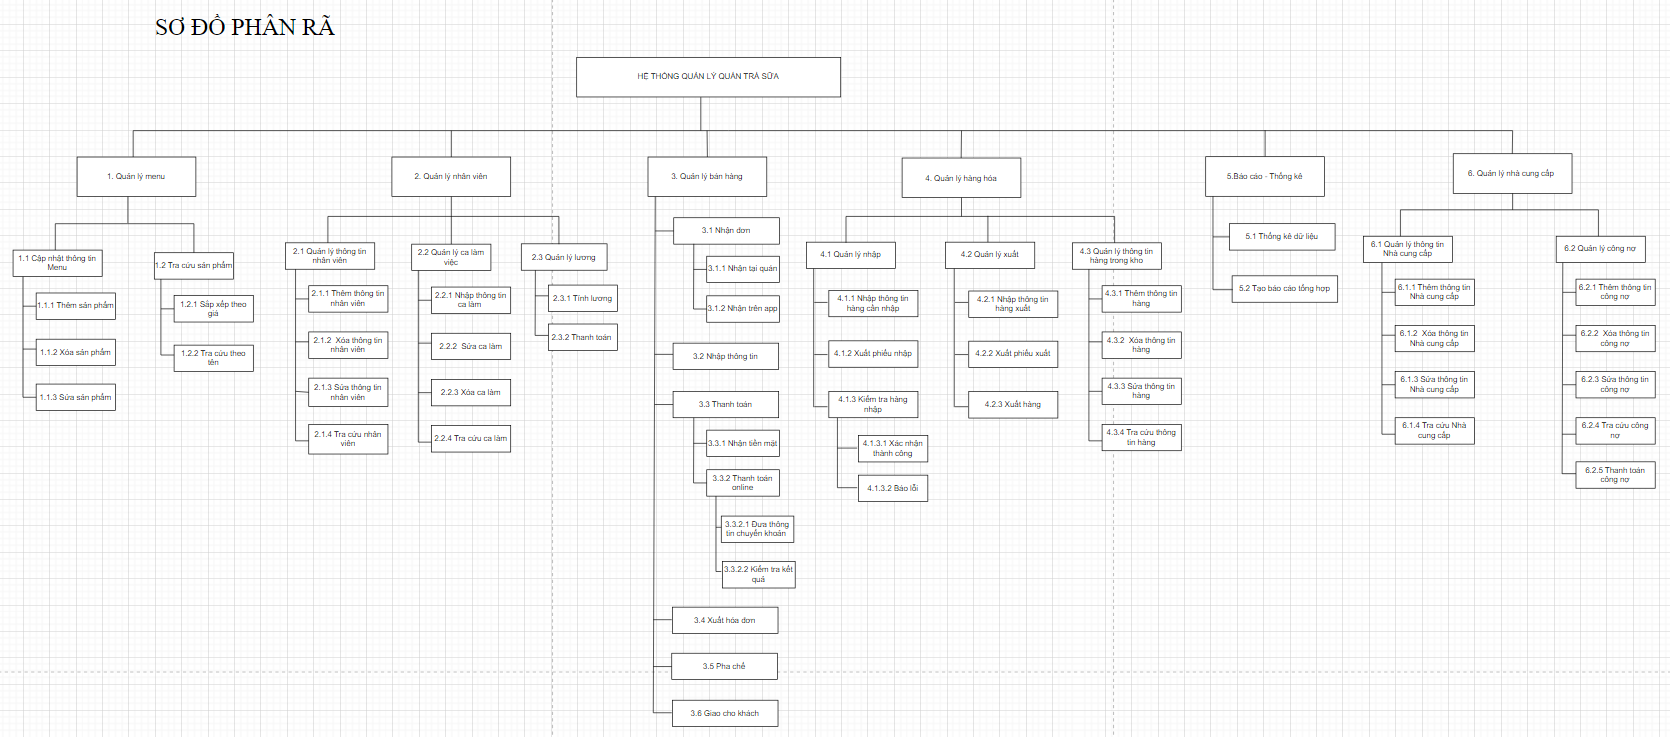 SƠ ĐỒ PHÂN RÃ
HỆ THỐNG QUẢN LÝ QUÁN TRÀ SỮA
1. Quản lý menu
2. Quản lý nhân viên
3. Quản lý bán hàng
4. Quản lý hàng hóa
5.Báo cáo - Thống kê
6. Quản lý nhà cung cấp
1.1 Cập nhật thông tin
Menu
1.1.1 Thêm sản phẩm
1.1.2 Xóa sản phẩm
1.1.3 Sửa sản phẩm
1.2 Tra cứu sản phẩm
1.2.1 Sắp xếp theo
giá
1.2.2 Tra cứu theo
tên
2.1 Quản lý thông tin
nhân viên
2.1.1 Thêm thông tin
nhân viên
2.1.2 Xóa thông tin
nhân viên
2.1.3 Sửa thông tin
nhân viên
2.1.4 Tra cứu nhân
viên
2.2 Quản lý ca làm
việc
2.2.1 Nhập thông tin
ca làm
2.2.2 Sửa ca làm
2.2.3 Xóa ca làm
2.2.4 Tra cứu ca làm
2.3 Quản lý lương
2.3.1 Tính lương
2.3.2 Thanh toán
3.1 Nhận đơn
3.1.1 Nhận tại quán
3.1.2 Nhận trên app
3.2 Nhập thông tin
3.3 Thanh toán
3.3.1 Nhận tiền mặt
3.3.2 Thanh toán
online
3.3.2.1 Đưa thông
tin chuyển khoản
3.3.2.2 Kiểm tra kết
quả
3.4 Xuất hóa đơn
3.5 Pha chế
3.6 Giao cho khách
4.1 Quản lý nhập
4.1.1 Nhập thông tin
hàng cần nhập
4.1.2 Xuất phiếu nhập
4.1.3 Kiểm tra hàng
nhập
4.1.3.1 Xác nhận
thành công
4.1.3.2 Báo lỗi
4.2 Quản lý xuất
4.2.1 Nhập thông tin
hàng xuất
4.2.2 Xuất phiếu xuất
4.2.3 Xuất hàng
4.3 Quản lý thông tin
hàng trong kho
4.3.1 Thêm thông tin
hàng
4.3.2 Xóa thông tin
hàng
4.3.3 Sửa thông tin
hàng
4.3.4 Tra cứu thông
tin hàng
5.1 Thống kê dữ liệu
5.2 Tạo báo cáo tổng hợp
6.1 Quản lý thông tin
Nhà cung cấp
6.1.1 Thêm thông tin
Nhà cung cấp
6.1.2 Xóa thông tin
Nhà cung cấp
6.1.3 Sửa thông tin
Nhà cung cấp
6.1.4 Tra cứu Nhà
cung cấp
6.2 Quản lý công nợ
6.2.1 Thêm thông tin
công nợ
6.2.2 Xóa thông tin
công nợ
6.2.3 Sửa thông tin
công nợ
6.2.4 Tra cứu công
nợ
6.2.5 Thanh toán
công nợ